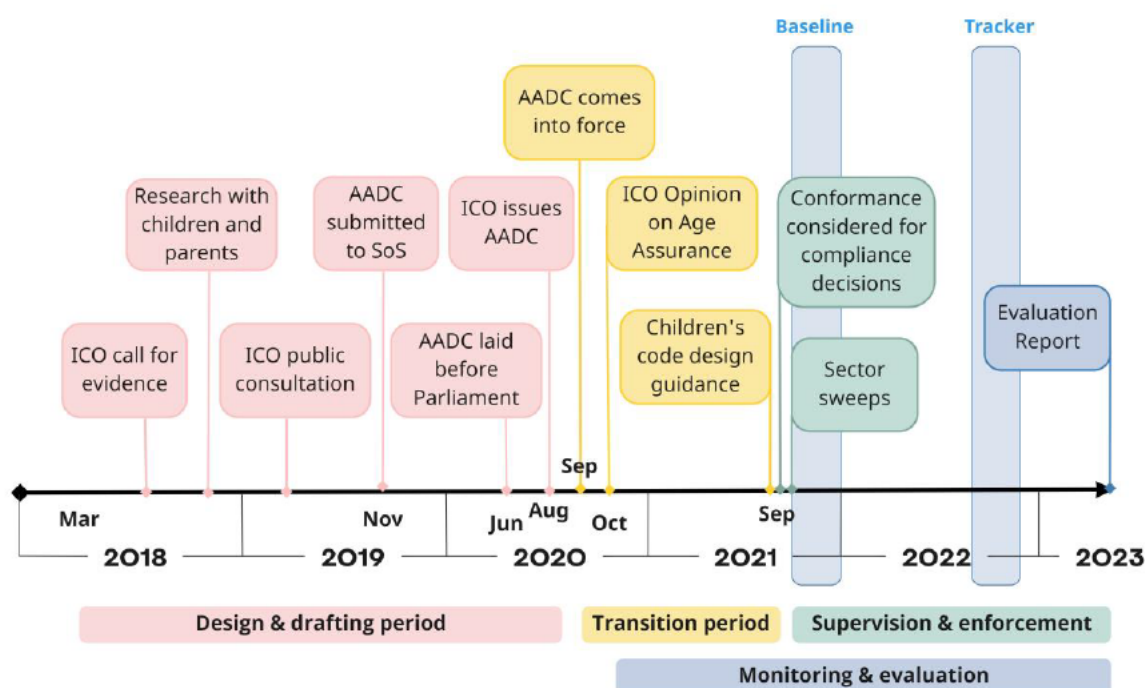 Baseline
Tracker
AADC comes
into force
Research with
children and
parents
AADC
submitted
to SoS
ICO issues
AADC
ICO Opinion
on Age
Assurance
Conformance
considered for
compliance
decisions
ICO call for
evidence
ICO public
consultation
AADC laid
before
Parliament
Children's
code design
guidance
Sector
sweeps
Evaluation
Report
Sep
Mar
Nov
Jun
Aug
Oct
Sep
2018
2019
2020
2021
2022
2023
Design & drafting period
Transition period
Supervision & enforcement
Monitoring & evaluation